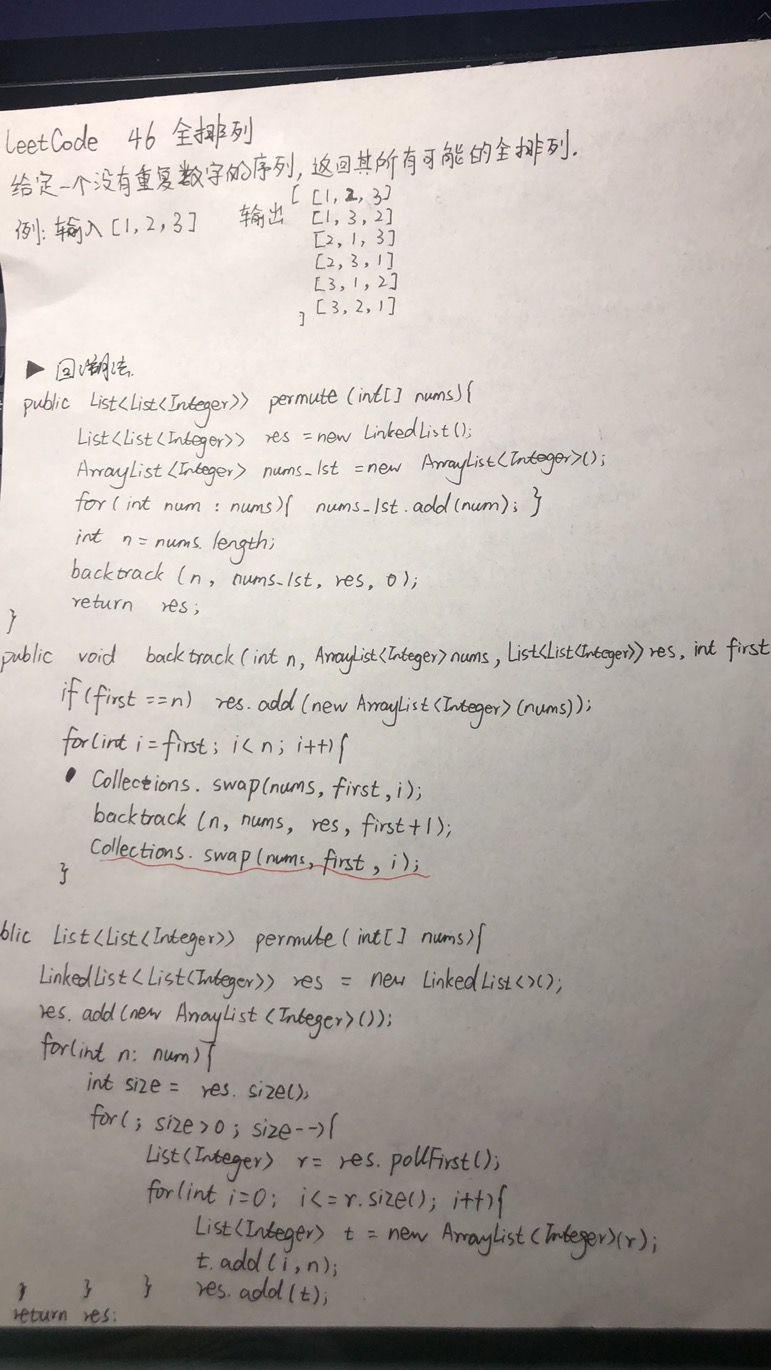 LeetCode 46 全排列
给定一个没有重复数字的序列,返回其所有可能的全排列.
例: 输入 [1, 2, 3] 输出 [ [1, 2, 3]
[1, 3, 2]
[2, 1, 3]
[2, 3, 1]
[3, 1, 2]
[3, 2, 1]
]
▶ 回溯法.
public List<List<Integer>> permute (int[] nums){
List<List<Integer>> res = new LinkedList();
ArrayList<Integer> nums_lst = new ArrayList<Integer>();
for(int num : nums){ nums_lst.add(num); }
int n = nums.length;
backtrack (n, nums_lst, res, 0);
return res;
}
public void backtrack(int n, ArrayList<Integer> nums, List<List<Integer>> res, int first
if(first ==n) res.add(new ArrayList<Integer>(nums));
for(int i=first; i<n; i++){
Collections.swap(nums, first, i);
backtrack (n, nums, res, first+1);
Collections.swap(nums, first, i);
}
blic List<List<Integer>> permute (int[] nums){
LinkedList<List<Integer>> res = new LinkedList<>();
res.add(new ArrayList<Integer>());
for(int n: num){
int size = res.size();
for(; size>0; size--){
List<Integer> r = res.pollFirst();
for(int i=0; i<=r.size(); i++){
List<Integer> t = new ArrayList<Integer>(r);
t.add(i,n);
} } } res.add(t);
return res;